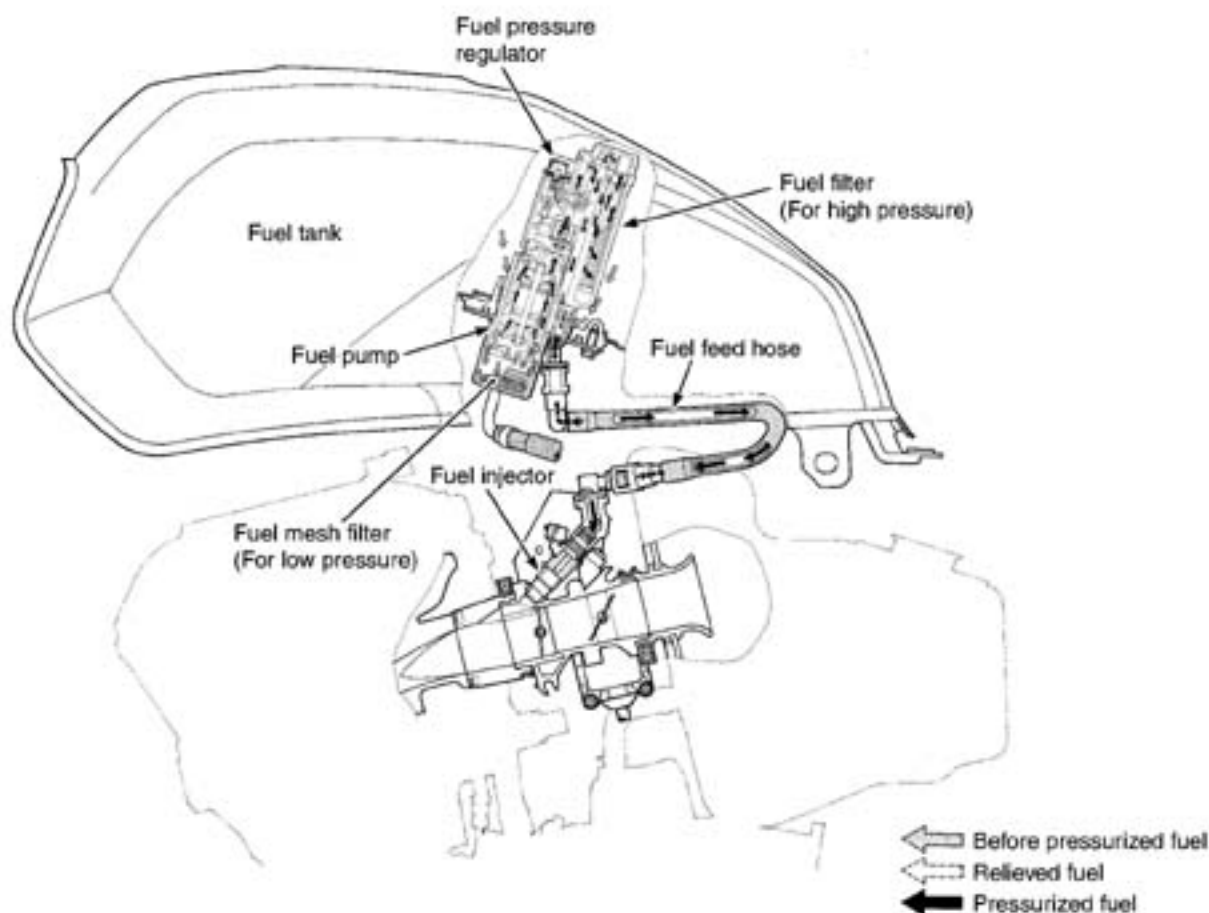 Fuel pressure
regulator
Fuel filter
(For high pressure)
Fuel tank
Fuel pump
Fuel feed hose
Fuel injector
Fuel mesh filter
(For low pressure)
Before pressurized fuel
Relieved fuel
Pressurized fuel